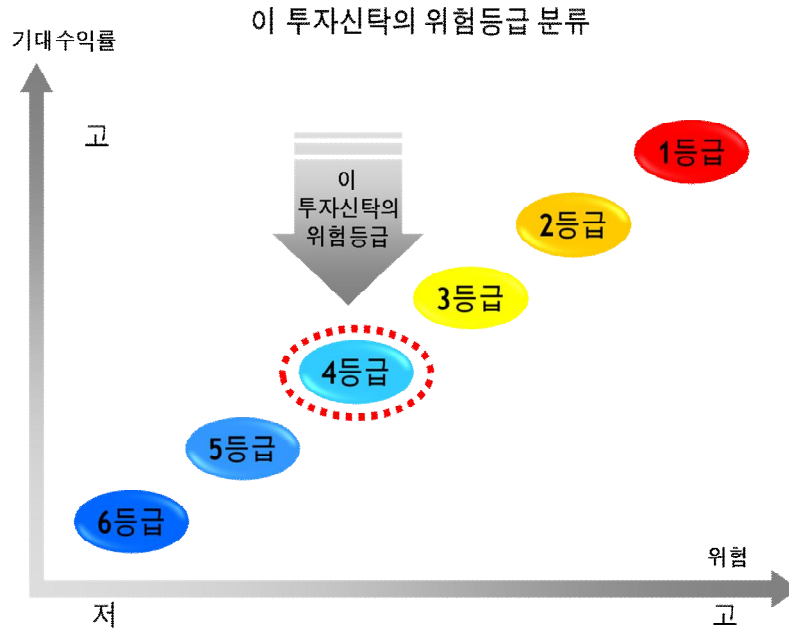 이 투자신탁의 위험등급 분류
기대수익률
고
1등급
이
투자신탁의
위험등급
2등급
3등급
4등급
5등급
6등급
위험
저
고